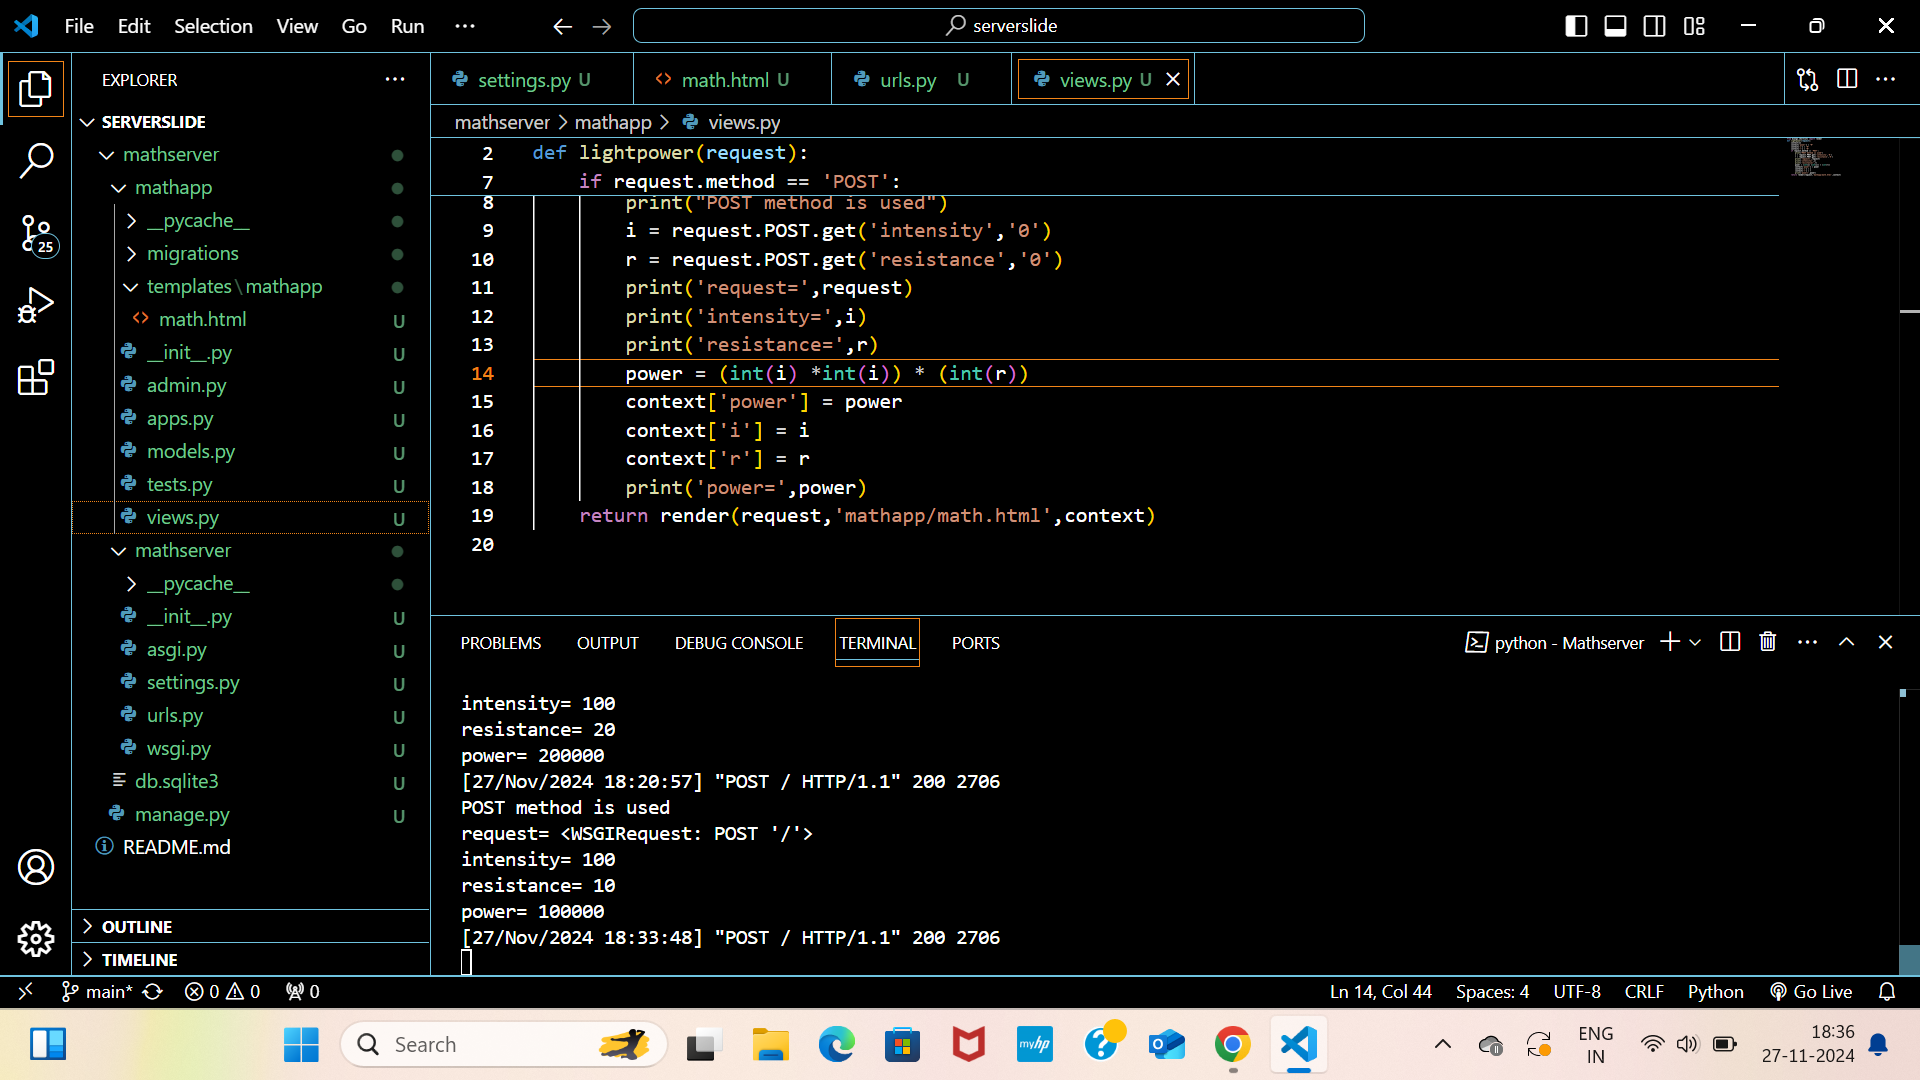 File Edit Selection View Go Run ···
serverslide
EXPLORER
SERVERSLIDE
mathserver
mathapp
__pycache__
migrations
templates\mathapp
math.html U
__init__.py U
admin.py U
apps.py U
models.py U
tests.py U
views.py U
mathserver
__pycache__
__init__.py U
asgi.py U
settings.py U
urls.py U
wsgi.py U
db.sqlite3 U
manage.py U
README.md
OUTLINE
TIMELINE
25
settings.py U math.html U urls.py U views.py U
mathserver > mathapp > views.py
2 def lightpower(request):
7 if request.method == 'POST':
8 print("POST method is used")
9 i = request.POST.get('intensity','0')
10 r = request.POST.get('resistance','0')
11 print('request=',request)
12 print('intensity=',i)
13 print('resistance=',r)
14 power = (int(i) *int(i)) * (int(r))
15 context['power'] = power
16 context['i'] = i
17 context['r'] = r
18 print('power=',power)
19 return render(request,'mathapp/math.html',context)
20
PROBLEMS OUTPUT DEBUG CONSOLE TERMINAL PORTS
python - Mathserver
intensity= 100
resistance= 20
power= 200000
[27/Nov/2024 18:20:57] "POST / HTTP/1.1" 200 2706
POST method is used
request= <WSGIRequest: POST '/'>
intensity= 100
resistance= 10
power= 100000
[27/Nov/2024 18:33:48] "POST / HTTP/1.1" 200 2706
main* 0 0 0
Ln 14, Col 44 Spaces: 4 UTF-8 CRLF Python Go Live
Search
myhp
ENG
IN
18:36
27-11-2024